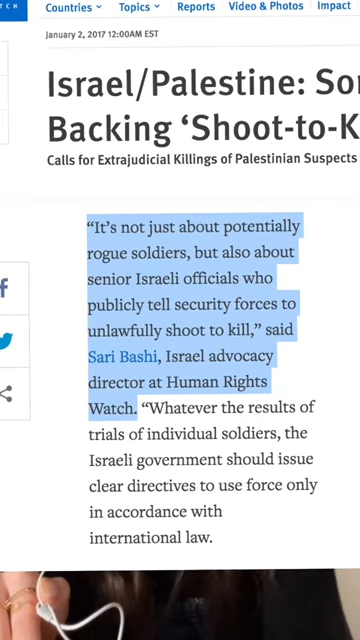 TCH
Countries Topics Reports Video & Photos Impact
January 2, 2017 12:00AM EST
Israel/Palestine:
Backing ‘Shoot-to-K
Calls for Extrajudicial Killings of Palestinian Suspects
“It’s not just about potentially
rogue soldiers, but also about
senior Israeli officials who
publicly tell security forces to
unlawfully shoot to kill,” said
Sari Bashi, Israel advocacy
director at Human Rights
Watch. “Whatever the results of
trials of individual soldiers, the
Israeli government should issue
clear directives to use force only
in accordance with
international law.